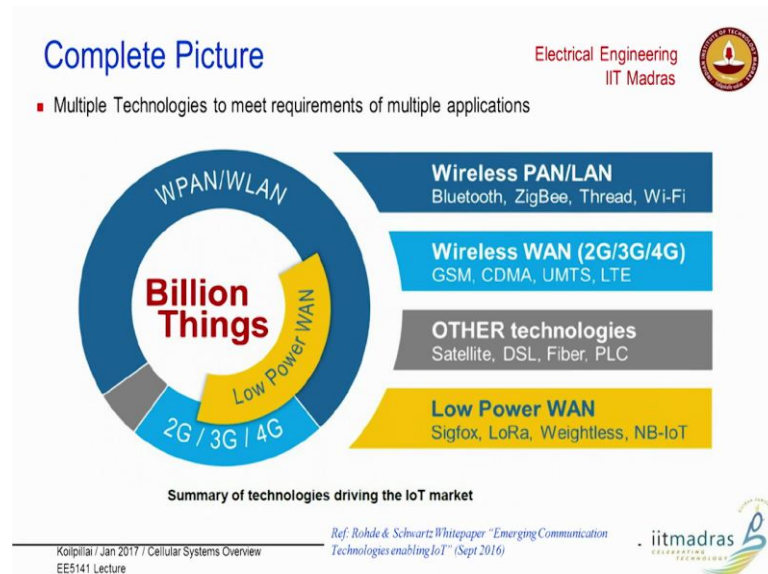 Complete Picture
Electrical Engineering
IIT Madras
Multiple Technologies to meet requirements of multiple applications
WPAN/WLAN
Billion
Things
Low Power WAN
2G / 3G / 4G
Wireless PAN/LAN
Bluetooth, ZigBee, Thread, Wi-Fi
Wireless WAN (2G/3G/4G)
GSM, CDMA, UMTS, LTE
OTHER technologies
Satellite, DSL, Fiber, PLC
Low Power WAN
Sigfox, LoRa, Weightless, NB-IoT
Summary of technologies driving the IoT market
Ref: Rohde & Schwartz Whitepaper "Emerging Communication
Technologies enabling IoT" (Sept 2016)
Koilpillai / Jan 2017 / Cellular Systems Overview
EE5141 Lecture
iitmadras
CELEBRATING
TECHNOLOGY